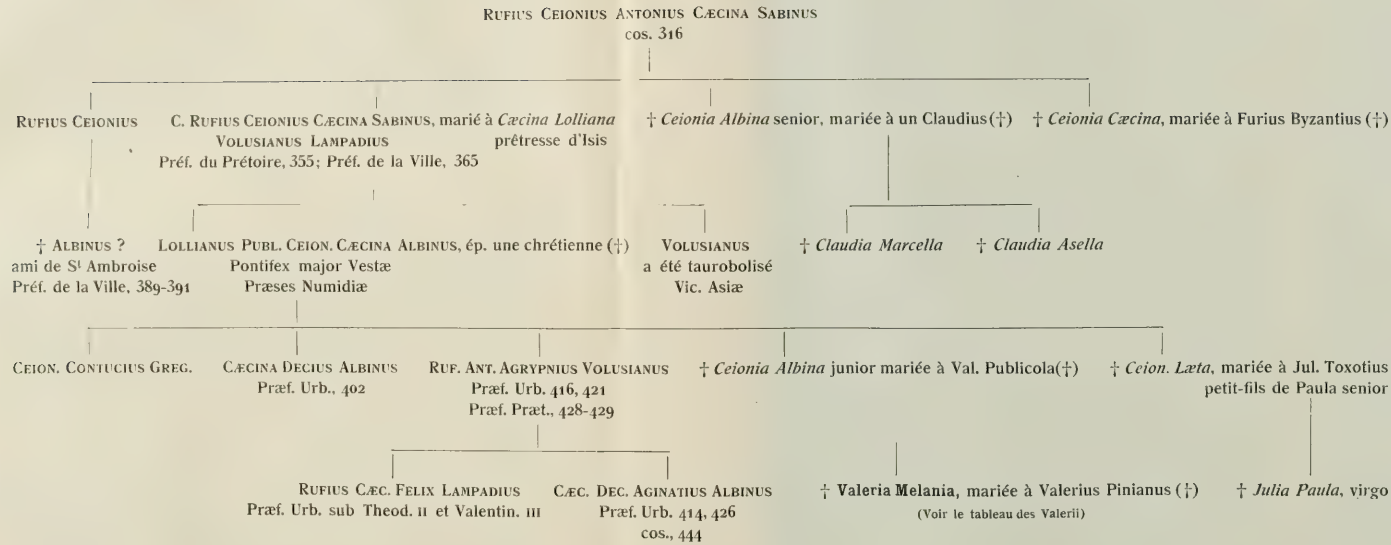 RUFIUS CEIONIUS ANTONIUS CÆCINA SABINUS
cos. 316
RUFIUS CEIONIUS
C. RUFIUS CEIONIUS CÆCINA SABINUS, marié à Cæcina Lolliana
VOLUSIANUS LAMPADIUS prêtresse d'Isis
Préf. du Prétoire, 355; Préf. de la Ville, 365
† Ceionia Albina senior, mariée à un Claudius (†)
† Ceionia Cæcina, mariée à Furius Byzantius (†)
† ALBINUS ?
ami de St Ambroise
Préf. de la Ville, 389-391
LOLLIANUS PUBL. CEION. CÆCINA ALBINUS, ép. une chrétienne (†)
Pontifex major Vestæ
Præses Numidiæ
VOLUSIANUS
a été taurobolisé
Vic. Asiæ
† Claudia Marcella
† Claudia Asella
CEION. CONTUCIUS GREG.
CÆCINA DECIUS ALBINUS
Præf. Urb., 402
RUF. ANT. AGRYPNIUS VOLUSIANUS
Præf. Urb. 416, 421
Præf. Præt., 428-429
† Ceionia Albina junior mariée à Val. Publicola (†)
† Ceion. Læta, mariée à Jul. Toxotius
petit-fils de Paula senior
RUFIUS CÆC. FELIX LAMPADIUS
Præf. Urb. sub Theod. II et Valentin. III
CÆC. DEC. AGINATIUS ALBINUS
Præf. Urb. 414, 426
cos., 444
† Valeria Melania, mariée à Valerius Pinianus (†)
(Voir le tableau des Valerii)
† Julia Paula, virgo